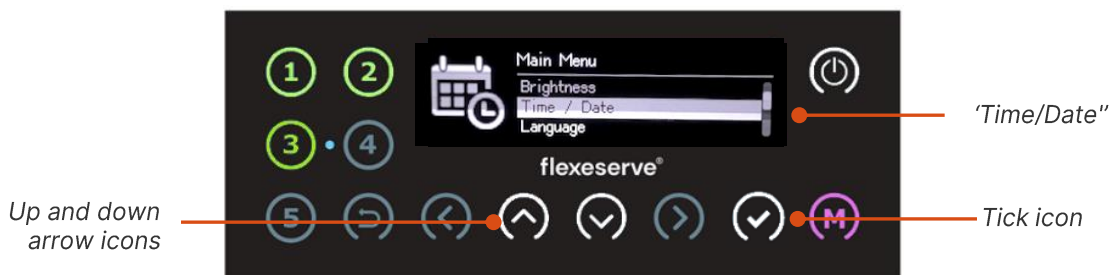 1 2
Main Menu
Brightness
Time / Date
Language
‘Time/Date"
3 4
flexeserve®
Up and down
arrow icons
5
M
Tick icon